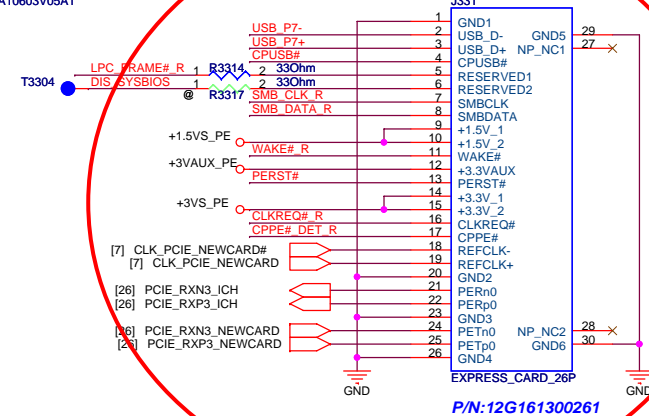 A10603V05A1
J331
USB_P7- 1 GND1 GND5 29
USB_P7+ 2 USB_D- NP_NC1 27
CPUSB# 3 USB_D+
LPC_FRAME#_R 1 R3314 2 33Ohm 4 CPUSB#
T3304 DIS_SYSBIOS 1 R3317 2 33Ohm 5 RESERVED1
@ SMB_CLK_R 6 RESERVED2
SMB_DATA_R 7 SMBCLK
8 SMBDATA
+1.5VS_PE 9 +1.5V_1
10 +1.5V_2
WAKE#_R 11 WAKE#
+3VAUX_PE 12 +3.3VAUX
PERST# 13 PERST#
14 +3.3V_1
+3VS_PE 15 +3.3V_2
CLKREQ#_R 16 CLKREQ#
CPPE#_DET_R 17 CPPE#
[7] CLK_PCIE_NEWCARD# 18 REFCLK-
[7] CLK_PCIE_NEWCARD 19 REFCLK+
20 GND2
[26] PCIE_RXN3_ICH 21 PERn0
[26] PCIE_RXP3_ICH 22 PERp0
23 GND3
[26] PCIE_RXN3_NEWCARD 24 PETn0 NP_NC2 28
[26] PCIE_RXP3_NEWCARD 25 PETp0 GND6 30
26 GND4
GND EXPRESS_CARD_26P GND
P/N:12G161300261